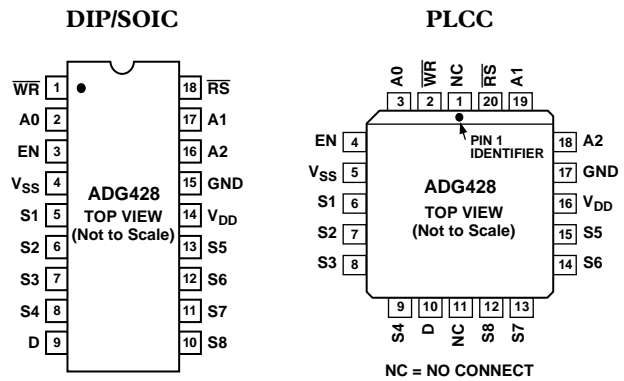 DIP/SOIC
WR 1
A0 2
EN 3
VSS 4
S1 5
S2 6
S3 7
S4 8
D 9
18 RS
17 A1
16 A2
15 GND
14 VDD
13 S5
12 S6
11 S7
10 S8
ADG428
TOP VIEW
(Not to Scale)
PLCC
A0 WR NC RS A1
3 2 1 20 19
PIN 1
IDENTIFIER
EN 4
VSS 5
S1 6
S2 7
S3 8
18 A2
17 GND
16 VDD
15 S5
14 S6
ADG428
TOP VIEW
(Not to Scale)
9 10 11 12 13
S4 D NC S8 S7
NC = NO CONNECT